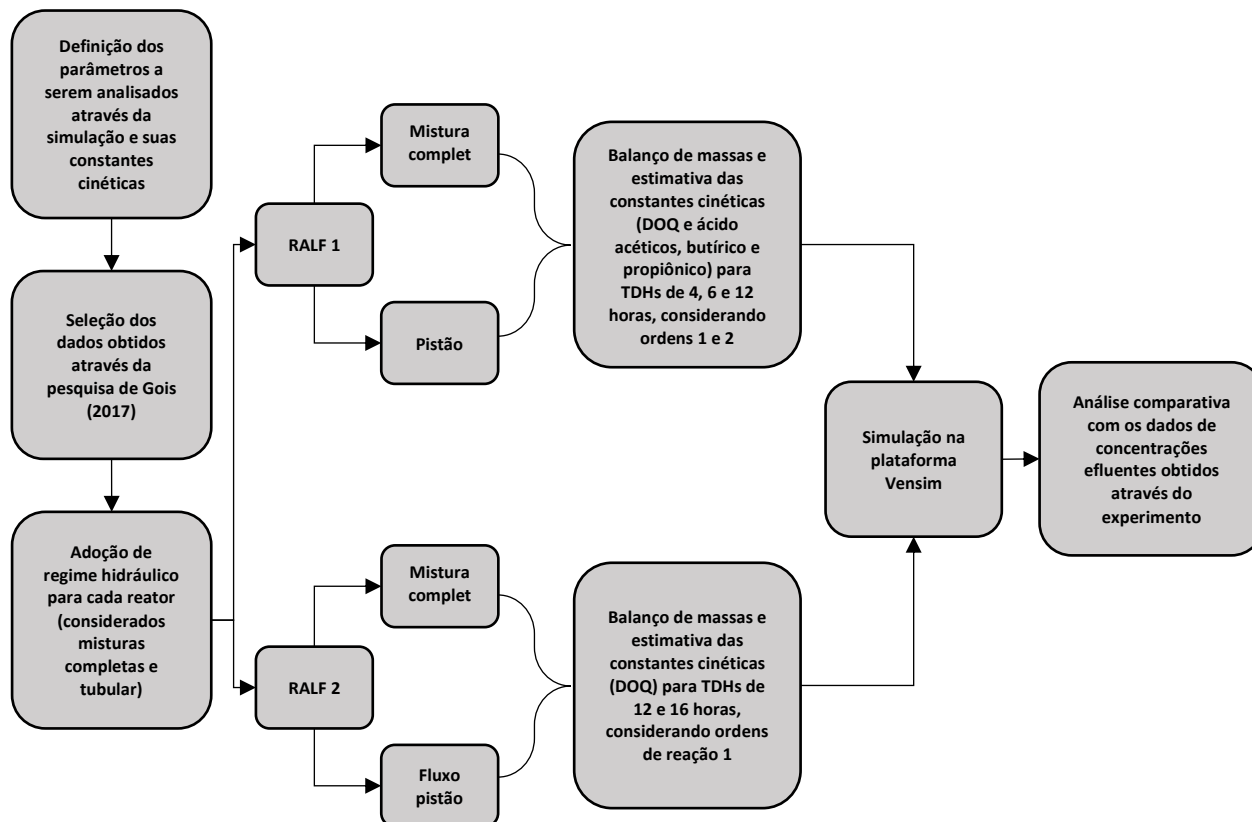 Definição dos
parâmetros a
serem analisados
através da
simulação e suas
constantes
cinéticas
Seleção dos
dados obtidos
através da
pesquisa de Gois
(2017)
Adoção de
regime hidráulico
para cada reator
(considerados
misturas
completas e
tubular)
RALF 1
Mistura
complet
Pistão
Balanço de massas e
estimativa das
constantes cinéticas
(DOQ e ácido
acéticos, butírico e
propiônico) para
TDHs de 4, 6 e 12
horas, considerando
ordens 1 e 2
RALF 2
Mistura
complet
Fluxo
pistão
Balanço de massas e
estimativa das
constantes cinéticas
(DOQ) para TDHs de
12 e 16 horas,
considerando ordens
de reação 1
Simulação na
plataforma
Vensim
Análise comparativa
com os dados de
concentrações
efluentes obtidos
através do
experimento